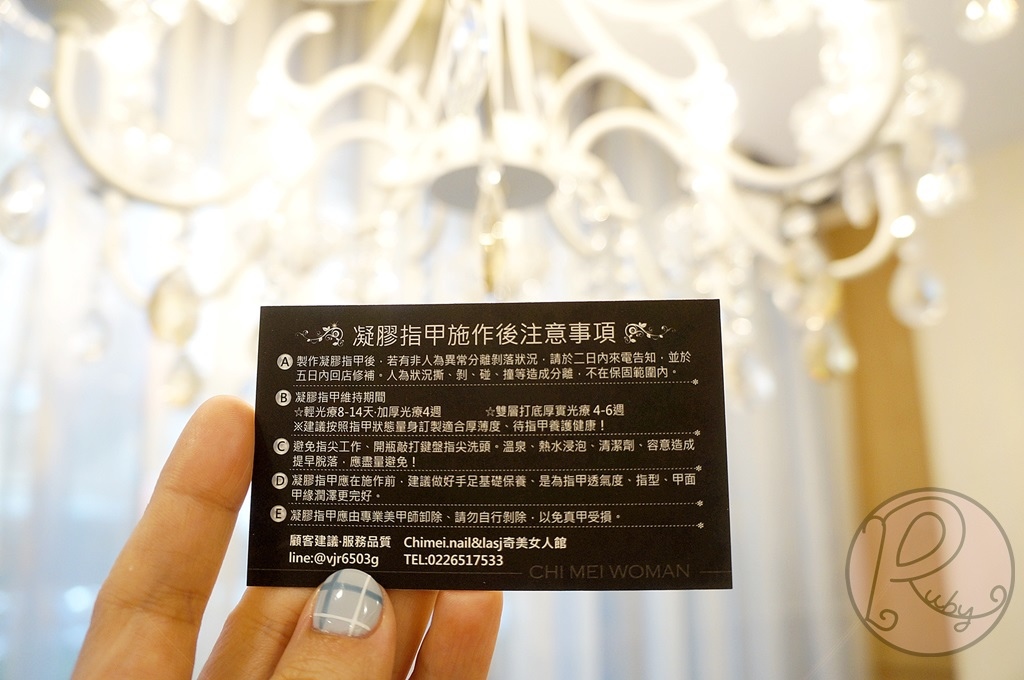 凝膠指甲施作後注意事項
A 製作凝膠指甲後，若有非人為異常分離剝落狀況，請於二日內來電告知，並於
五日內回店修補。人為狀況撕、剝、碰、撞等造成分離，不在保固範圍內。
B 凝膠指甲維持期間
☆輕光療8-14天·加厚光療4週 ☆雙層打底厚實光療 4-6週
※建議按照指甲狀態量身訂製適合厚薄度、待指甲養護健康！
C 避免指尖工作、開瓶敲打鍵盤指尖洗頭。溫泉、熱水浸泡、清潔劑、容意造成
提早脫落，應盡量避免！
D 凝膠指甲應在施作前，建議做好手足基礎保養、是為指甲透氣度、指型、甲面
甲緣潤澤更完好。
E 凝膠指甲應由專業美甲師卸除、請勿自行剝除，以免真甲受損。
顧客建議·服務品質 Chimei.nail&lasj奇美女人館
line:@vjr6503g TEL:0226517533
CHI MEI WOMAN
Ruby